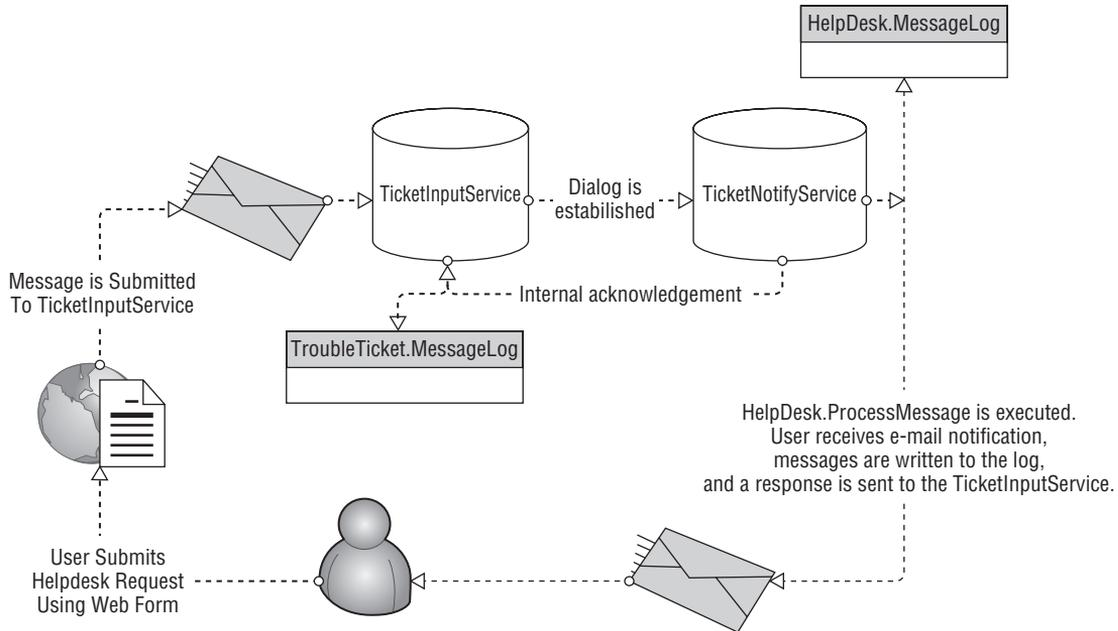 HelpDesk.MessageLog
TicketInputService
Dialog is
estabilished
TicketNotifyService
Message is Submitted
To TicketInputService
Internal acknowledgement
TroubleTicket.MessageLog
HelpDesk.ProcessMessage is executed.
User receives e-mail notification,
messages are written to the log,
and a response is sent to the TicketInputService.
User Submits
Helpdesk Request
Using Web Form